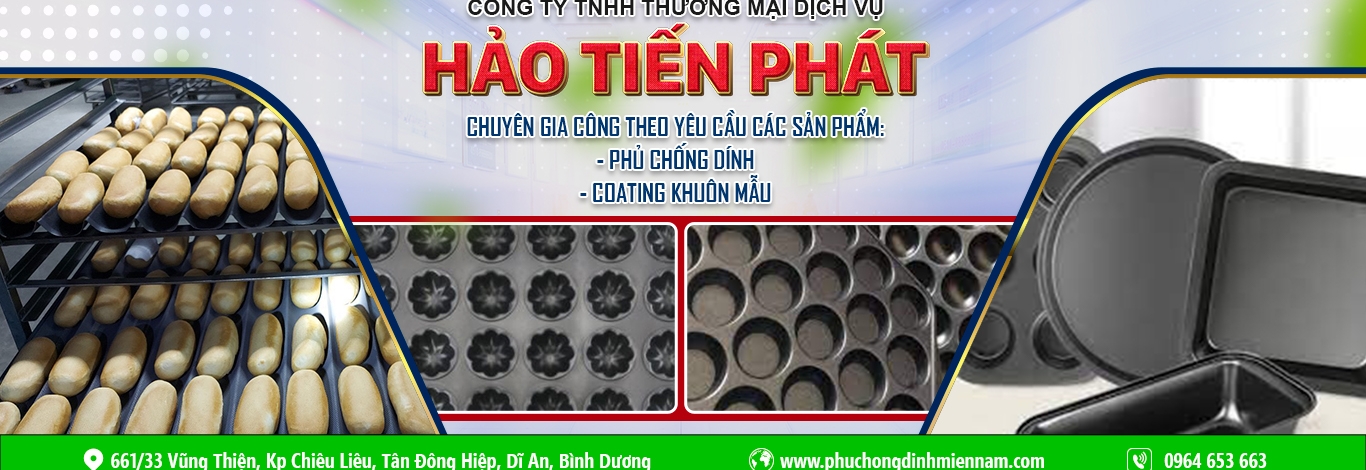 CÔNG TY TNHH THƯƠNG MẠI DỊCH VỤ
HẢO TIẾN PHÁT
CHUYÊN GIA CÔNG THEO YÊU CẦU CÁC SẢN PHẨM:
- PHỦ CHỐNG DÍNH
- COATING KHUÔN MẪU
661/33 Vũng Thiện, Kp Chiêu Liêu, Tân Đông Hiệp, Dĩ An, Bình Dương
www.phuchongdinhmiennam.com
0964 653 663